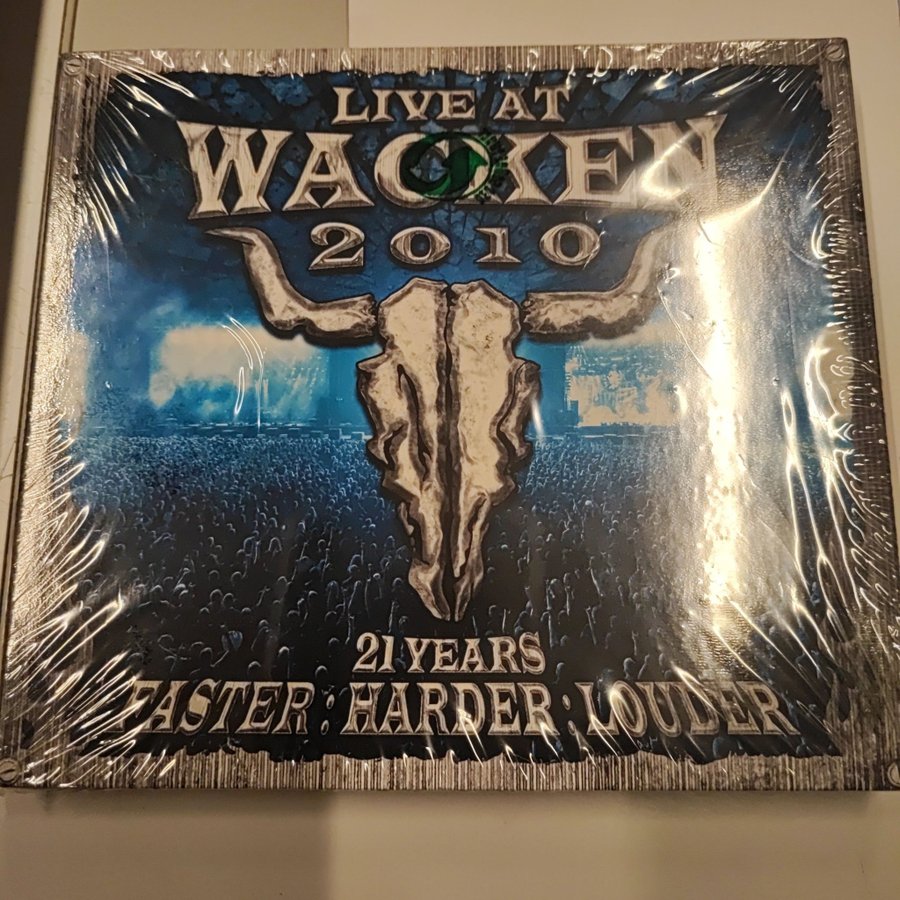 LIVE AT
WACKEN
2010
21 YEARS
FASTER : HARDER : LOUDER